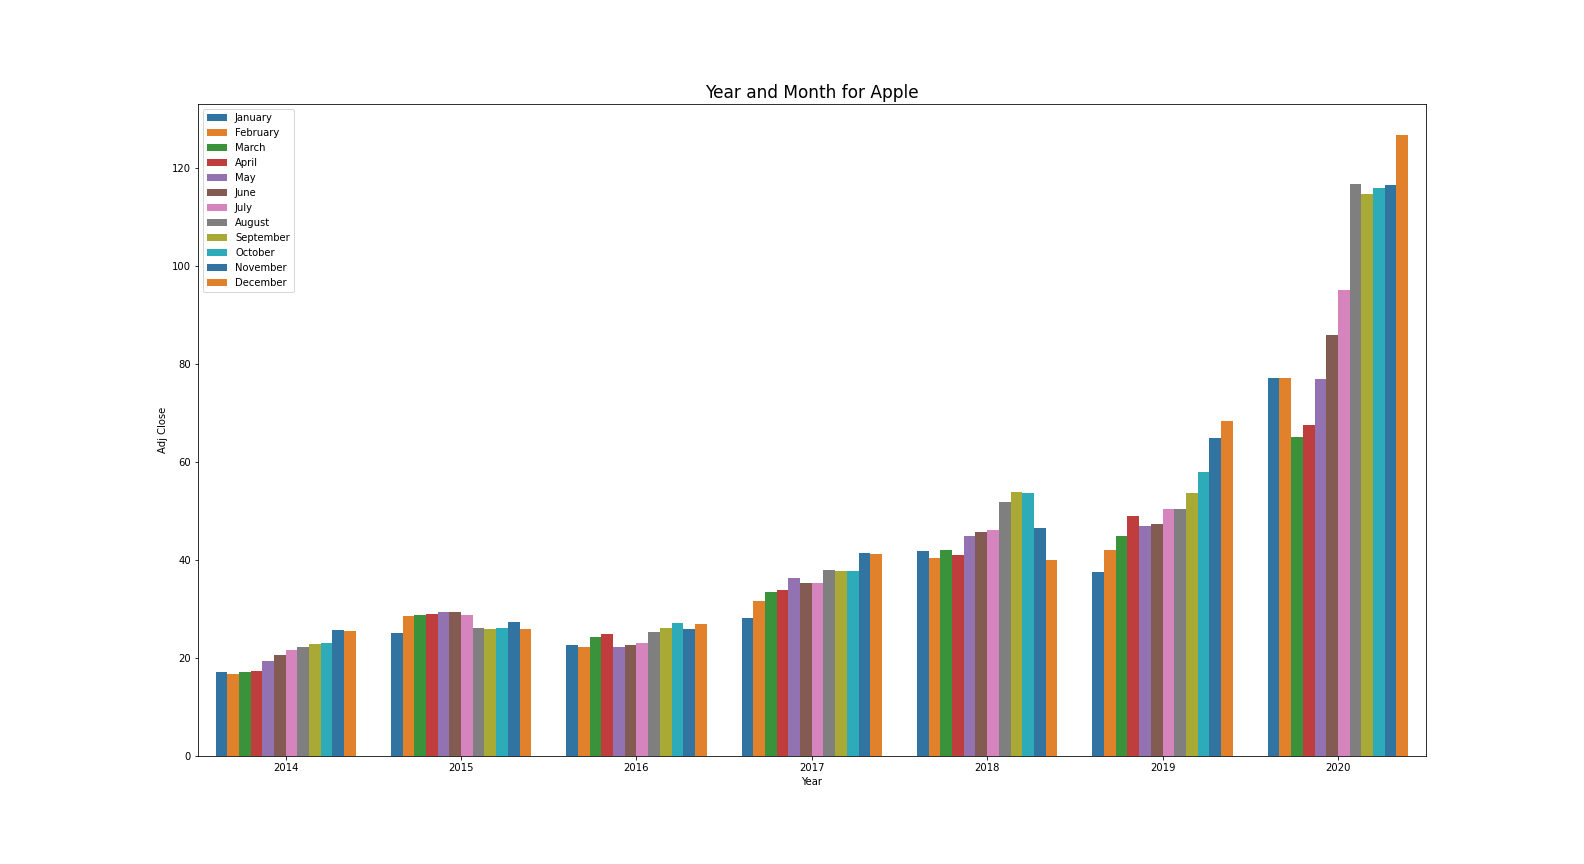 Year and Month for Apple
January
February
March
April
May
June
July
August
September
October
November
December
120
100
80
60
40
20
0
Adj Close
2014 2015 2016 2017 2018 2019 2020
Year